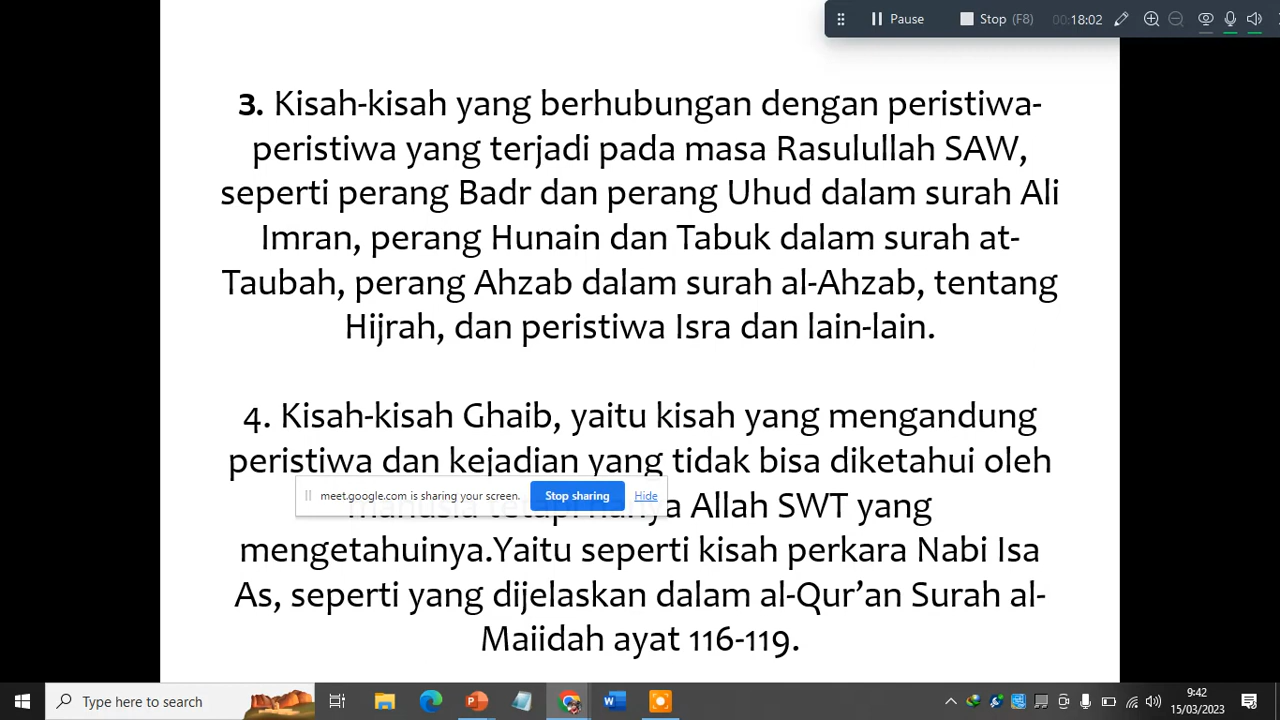 Pause
Stop (F8)
00:18:02
3. Kisah-kisah yang berhubungan dengan peristiwa-
peristiwa yang terjadi pada masa Rasulullah SAW,
seperti perang Badr dan perang Uhud dalam surah Ali
Imran, perang Hunain dan Tabuk dalam surah at-
Taubah, perang Ahzab dalam surah al-Ahzab, tentang
Hijrah, dan peristiwa Isra dan lain-lain.
4. Kisah-kisah Ghaib, yaitu kisah yang mengandung
peristiwa dan kejadian yang tidak bisa diketahui oleh
meet.google.com is sharing your screen. Stop sharing Hide
manusia tetapi hanya Allah SWT yang
mengetahuinya.Yaitu seperti kisah perkara Nabi Isa
As, seperti yang dijelaskan dalam al-Qur’an Surah al-
Maiidah ayat 116-119.
Type here to search
9:42
15/03/2023